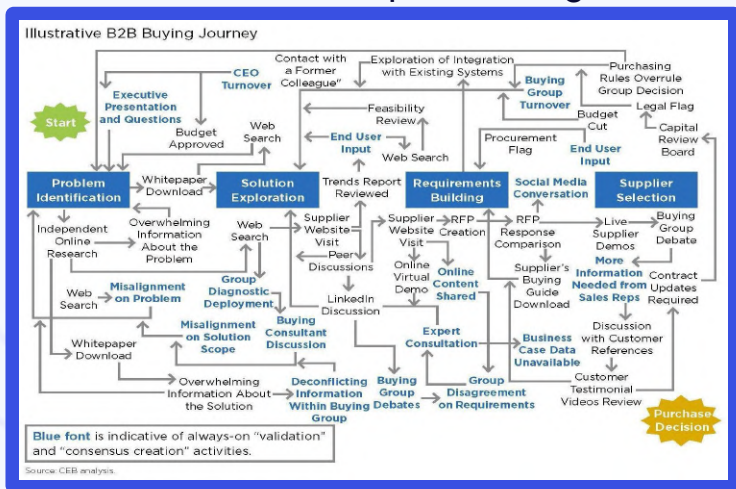 Illustrative B2B Buying Journey
Start
Executive
Presentation
and Questions
CEO
Turnover
Budget
Approved
Web
Search
Contact with
a Former
Colleague"
Exploration of Integration
with Existing Systems
Feasibility
Review
End User
Input
Web Search
Buying
Group
Turnover
Budget
Cut
Procurement
Flag
End User
Input
Purchasing
Rules Overrule
Group Decision
Legal Flag
Capital
Review
Board
Problem
Identification
Whitepaper
Download
Solution
Exploration
Trends Report
Reviewed
Requirements
Building
Social Media
Conversation
Supplier
Selection
Independent
Online
Research
Overwhelming
Information
About the
Problem
Web
Search
Supplier
Website
Visit
Peer
Discussions
Supplier
Website
Visit
RFP
Creation
RFP
Response
Comparison
Live
Supplier
Demos
Buying
Group
Debate
Web
Search
Misalignment
on Problem
Group
Diagnostic
Deployment
LinkedIn
Discussion
Online
Virtual
Demo
Online
Content
Shared
Supplier's
Buying
Guide
Download
More
Information
Needed from
Sales Reps
Contract
Updates
Required
Misalignment
on Solution
Scope
Buying
Consultant
Discussion
Expert
Consultation
Business
Case Data
Unavailable
Discussion
with Customer
References
Whitepaper
Download
Overwhelming
Information About
the Solution
Deconflicting
Information
Within Buying
Group
Buying
Group
Debates
Group
Disagreement
on Requirements
Customer
Testimonial
Videos Review
Purchase
Decision
Blue font is indicative of always-on “validation”
and “consensus creation” activities.
Source: CEB analysis.